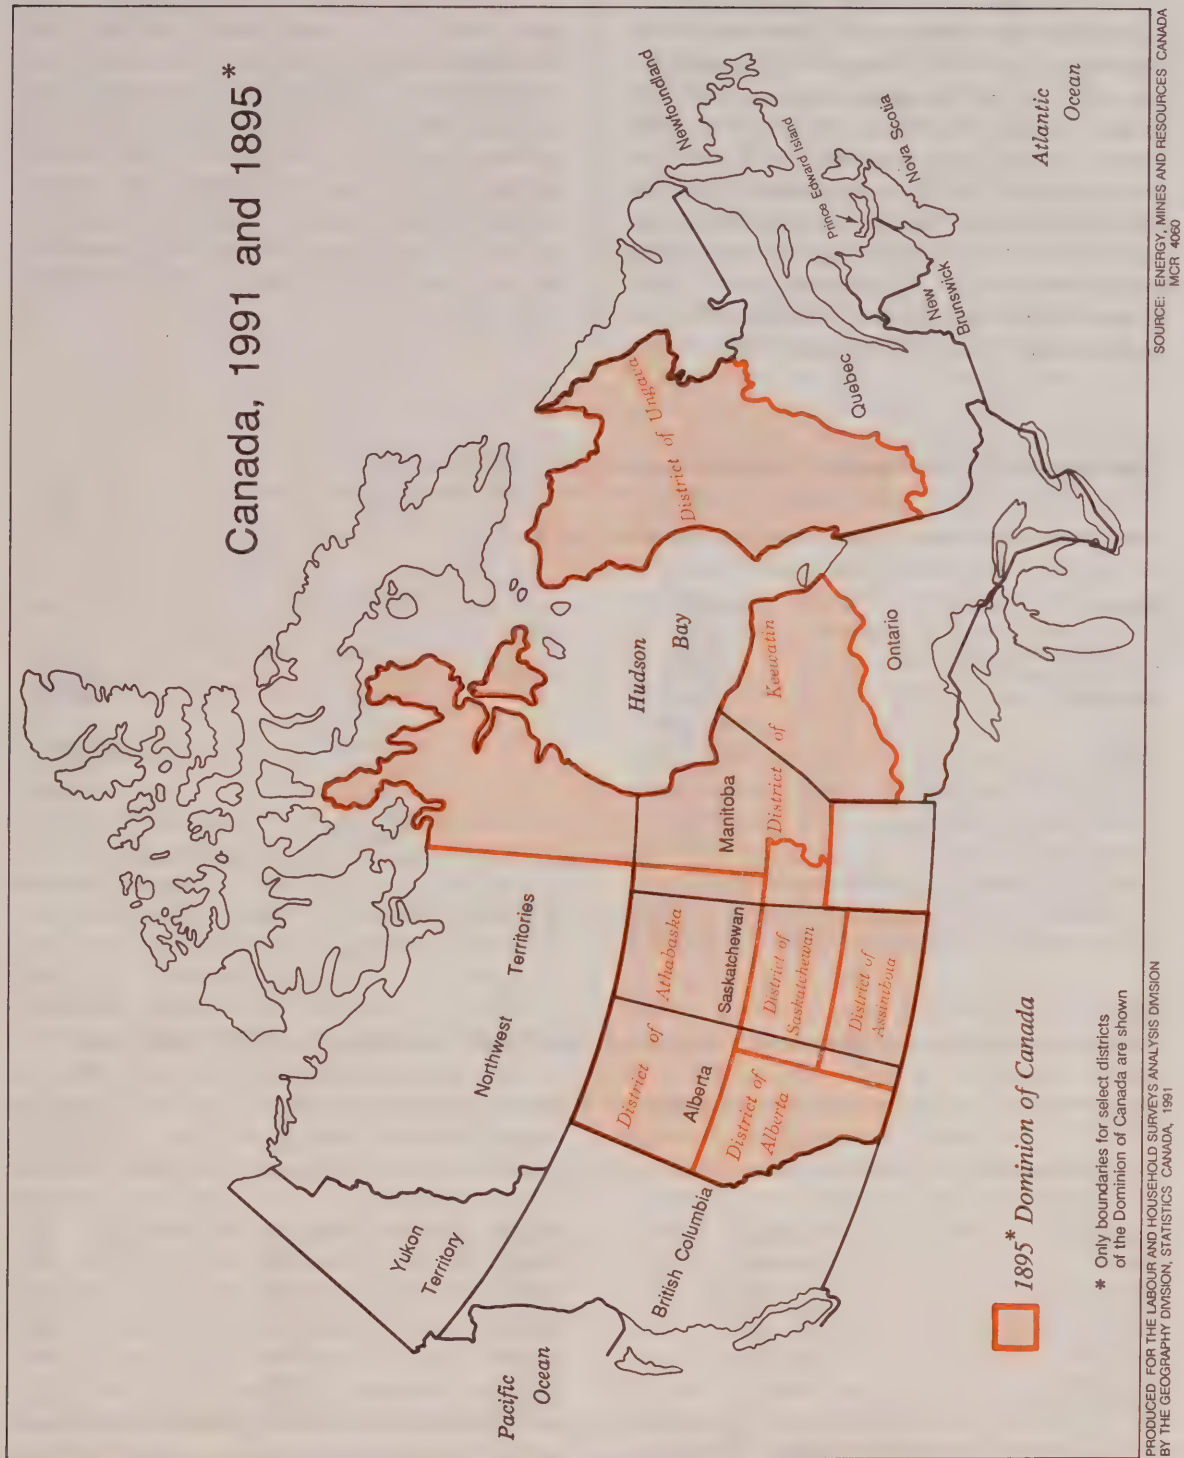 Canada, 1991 and 1895*
Yukon
Territory
Northwest Territories
Pacific
Ocean
British Columbia
Alberta
Saskatchewan
Manitoba
Hudson
Bay
Ontario
Quebec
Newfoundland
Prince Edward Island
Nova Scotia
New
Brunswick
Atlantic
Ocean
District of Athabaska
District of
Alberta
District of
Saskatchewan
District of
Assiniboia
District of Keewatin
District of Ungava
1895* Dominion of Canada
* Only boundaries for select districts
of the Dominion of Canada are shown
PRODUCED FOR THE LABOUR AND HOUSEHOLD SURVEYS ANALYSIS DIVISION
BY THE GEOGRAPHY DIVISION, STATISTICS CANADA, 1991
SOURCE: ENERGY, MINES AND RESOURCES CANADA
MCR 4060